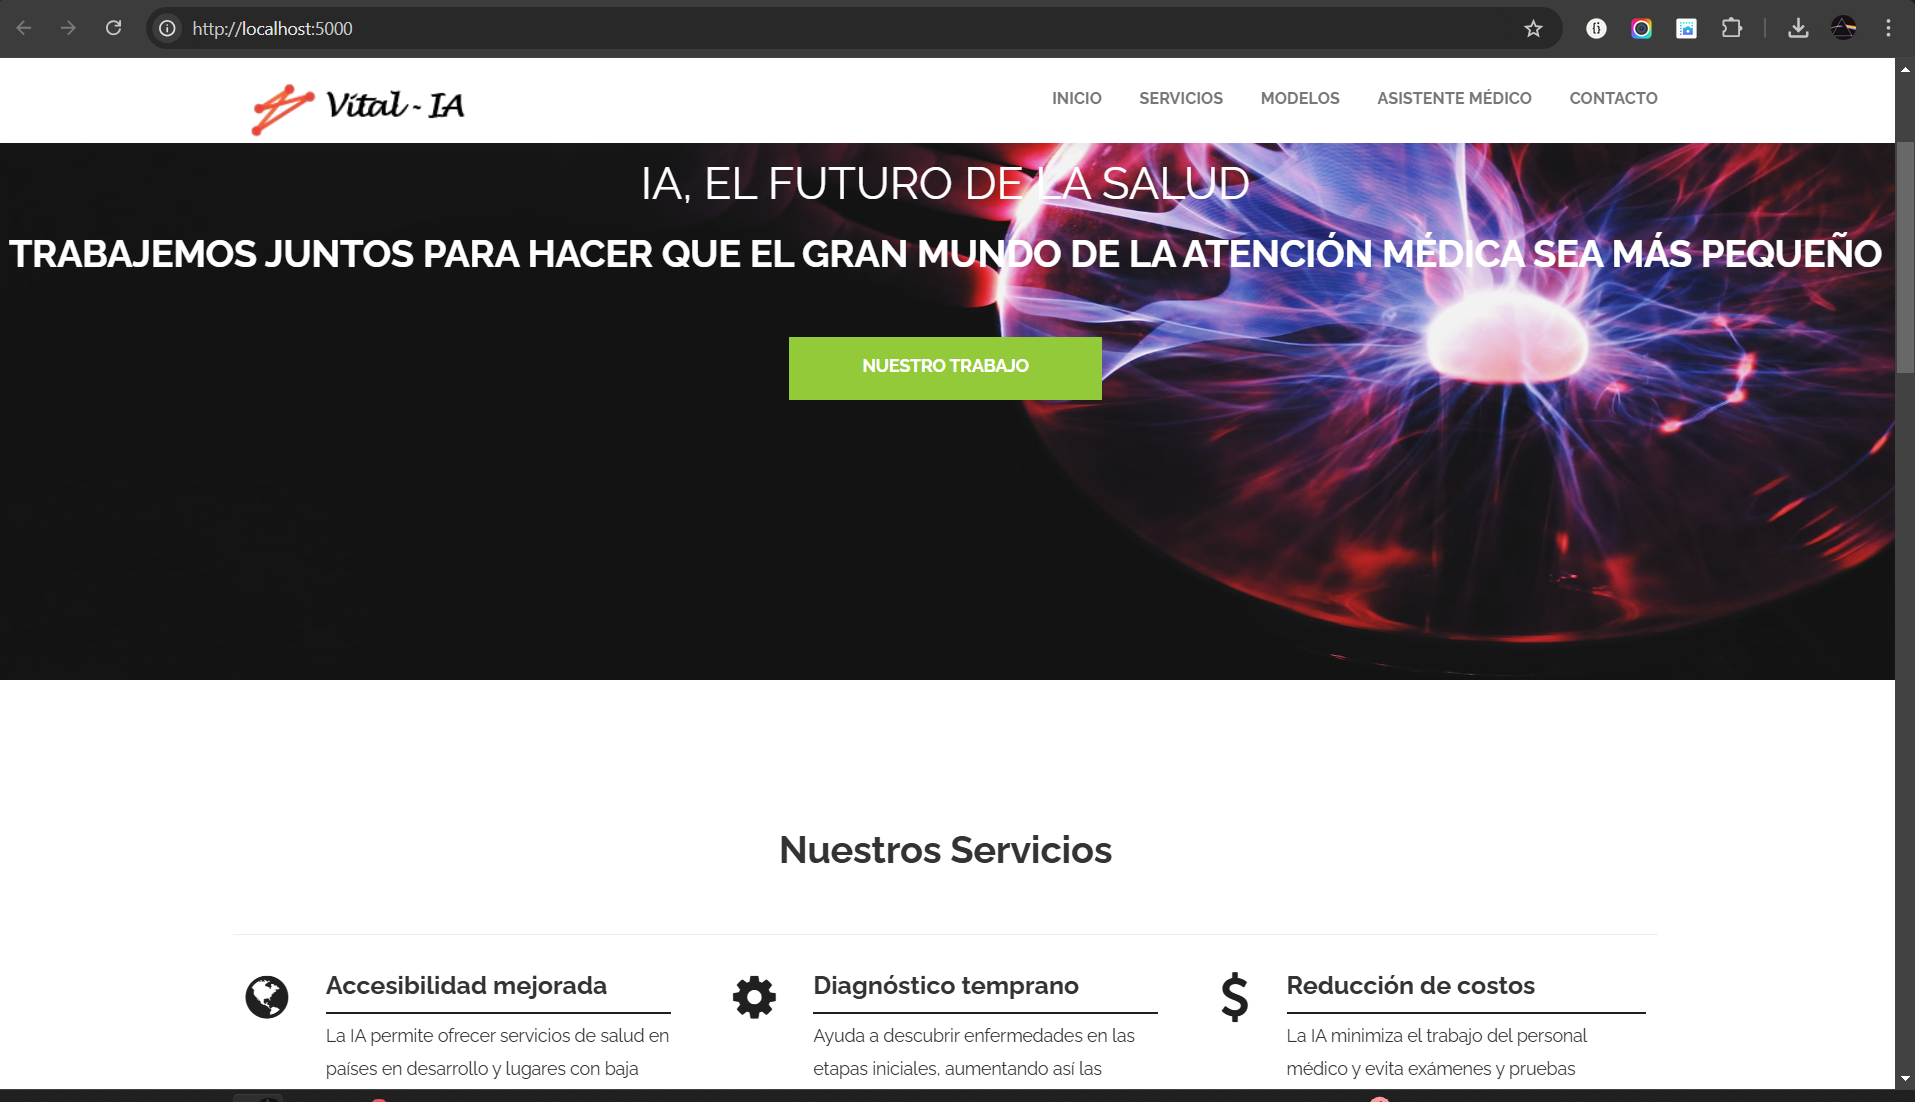 http://localhost:5000
Vital - IA
INICIO SERVICIOS MODELOS ASISTENTE MÉDICO CONTACTO
IA, EL FUTURO DE LA SALUD
TRABAJEMOS JUNTOS PARA HACER QUE EL GRAN MUNDO DE LA ATENCIÓN MÉDICA SEA MÁS PEQUEÑO
NUESTRO TRABAJO
Nuestros Servicios
Accesibilidad mejorada
La IA permite ofrecer servicios de salud en
países en desarrollo y lugares con baja
Diagnóstico temprano
Ayuda a descubrir enfermedades en las
etapas iniciales, aumentando así las
Reducción de costos
La IA minimiza el trabajo del personal
médico y evita exámenes y pruebas